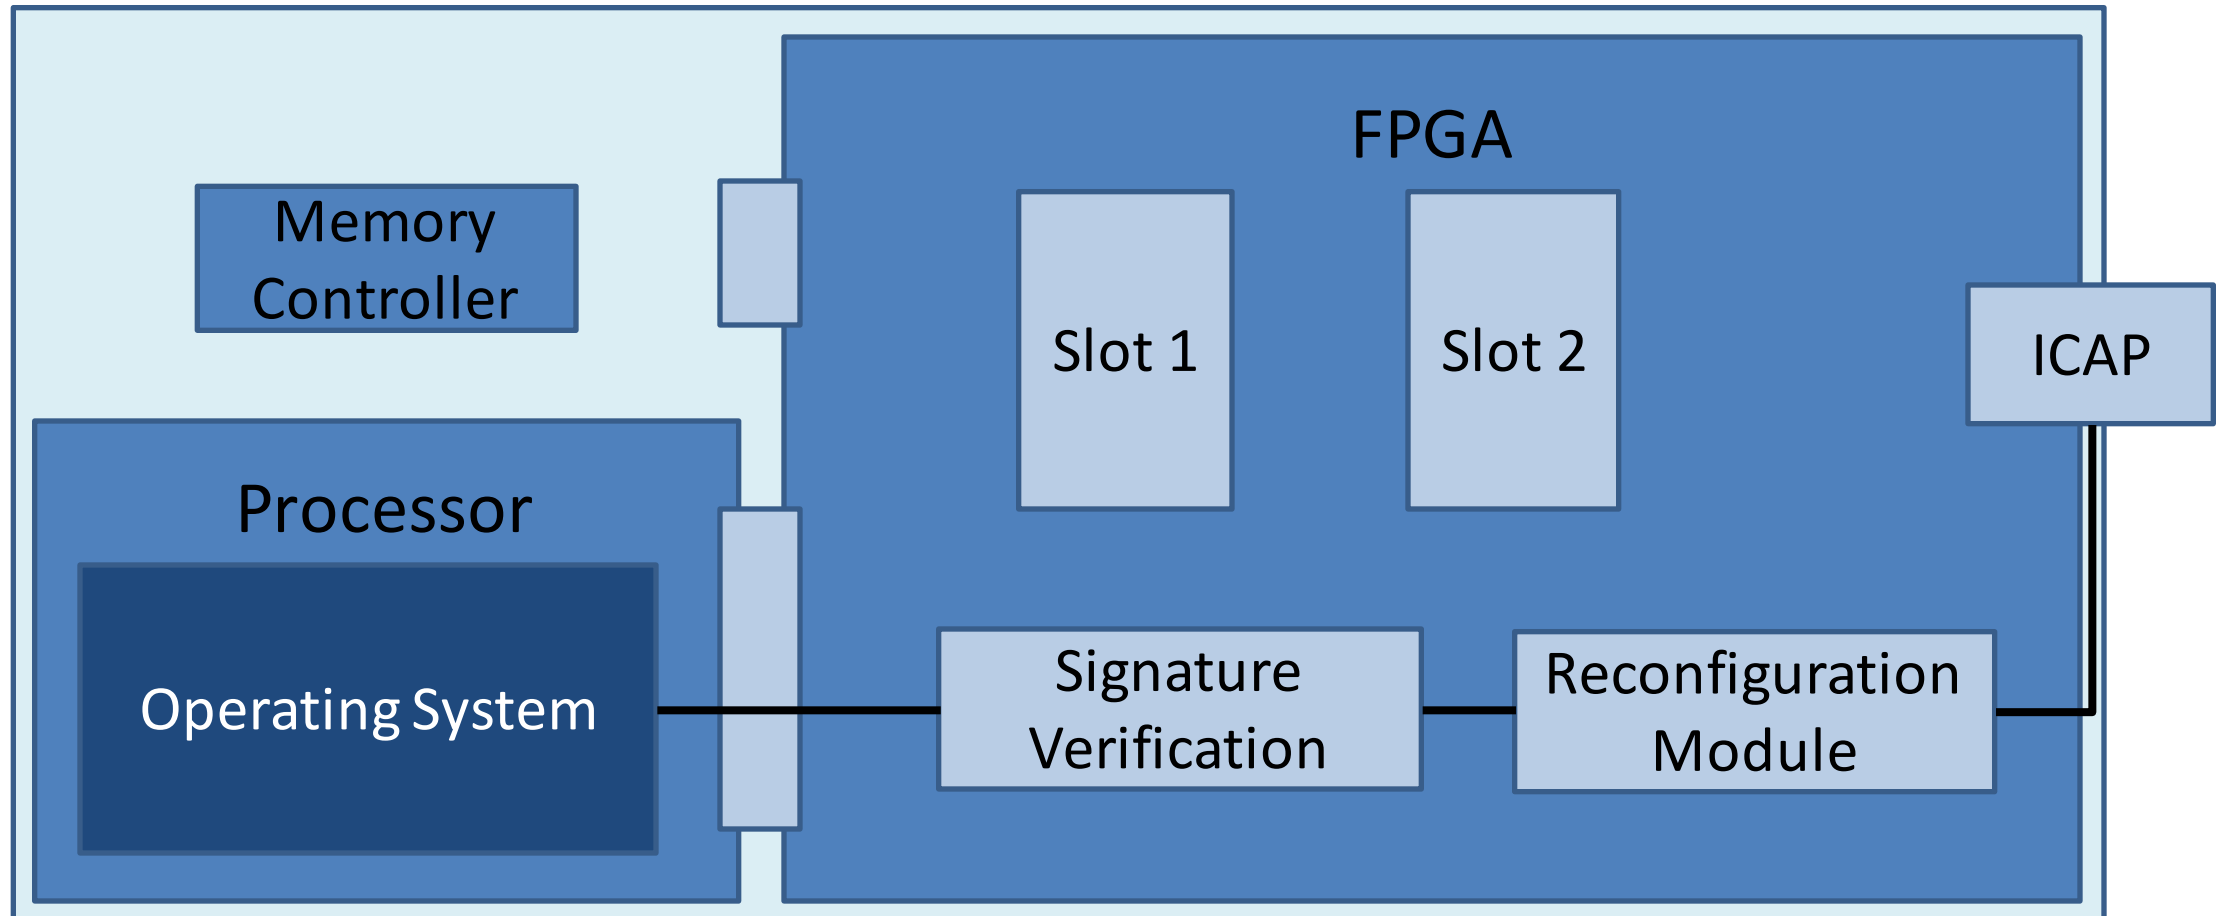 FPGA
Memory
Controller
Slot 1
Slot 2
ICAP
Processor
Operating System
Signature
Verification
Reconfiguration
Module